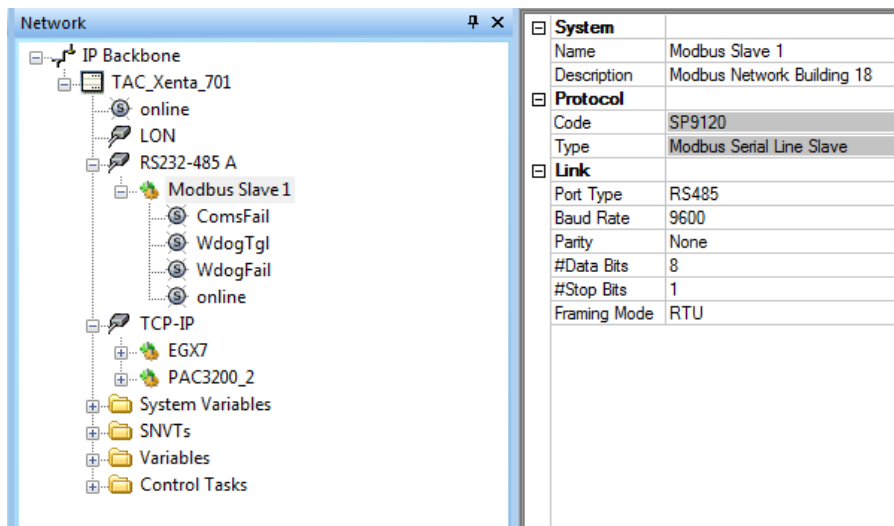 Network
IP Backbone
TAC_Xenta_701
online
LON
RS232-485 A
Modbus Slave 1
ComsFail
WdogTgl
WdogFail
online
TCP-IP
EGX7
PAC3200_2
System Variables
SNVTs
Variables
Control Tasks
System
Name Modbus Slave 1
Description Modbus Network Building 18
Protocol
Code SP9120
Type Modbus Serial Line Slave
Link
Port Type RS485
Baud Rate 9600
Parity None
#Data Bits 8
#Stop Bits 1
Framing Mode RTU